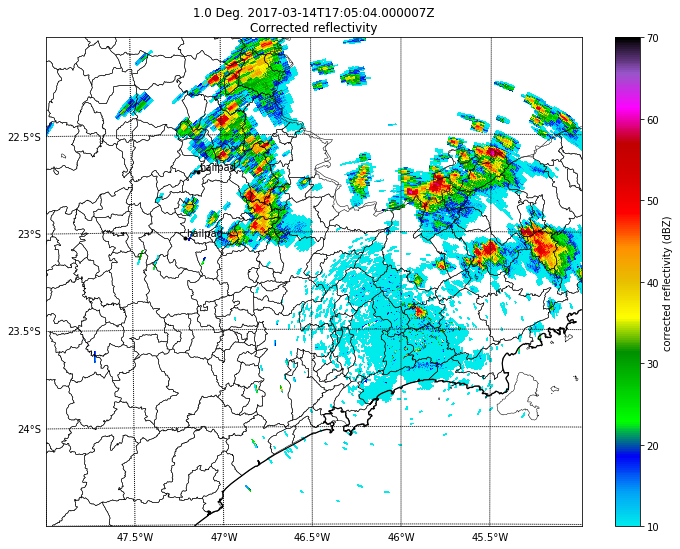 1.0 Deg. 2017-03-14T17:05:04.000007Z
Corrected reflectivity
22.5°S
23°S
23.5°S
24°S
47.5°W
47°W
46.5°W
46°W
45.5°W
hailpad
hailpad
70
60
50
40
30
20
10
corrected reflectivity (dBZ)